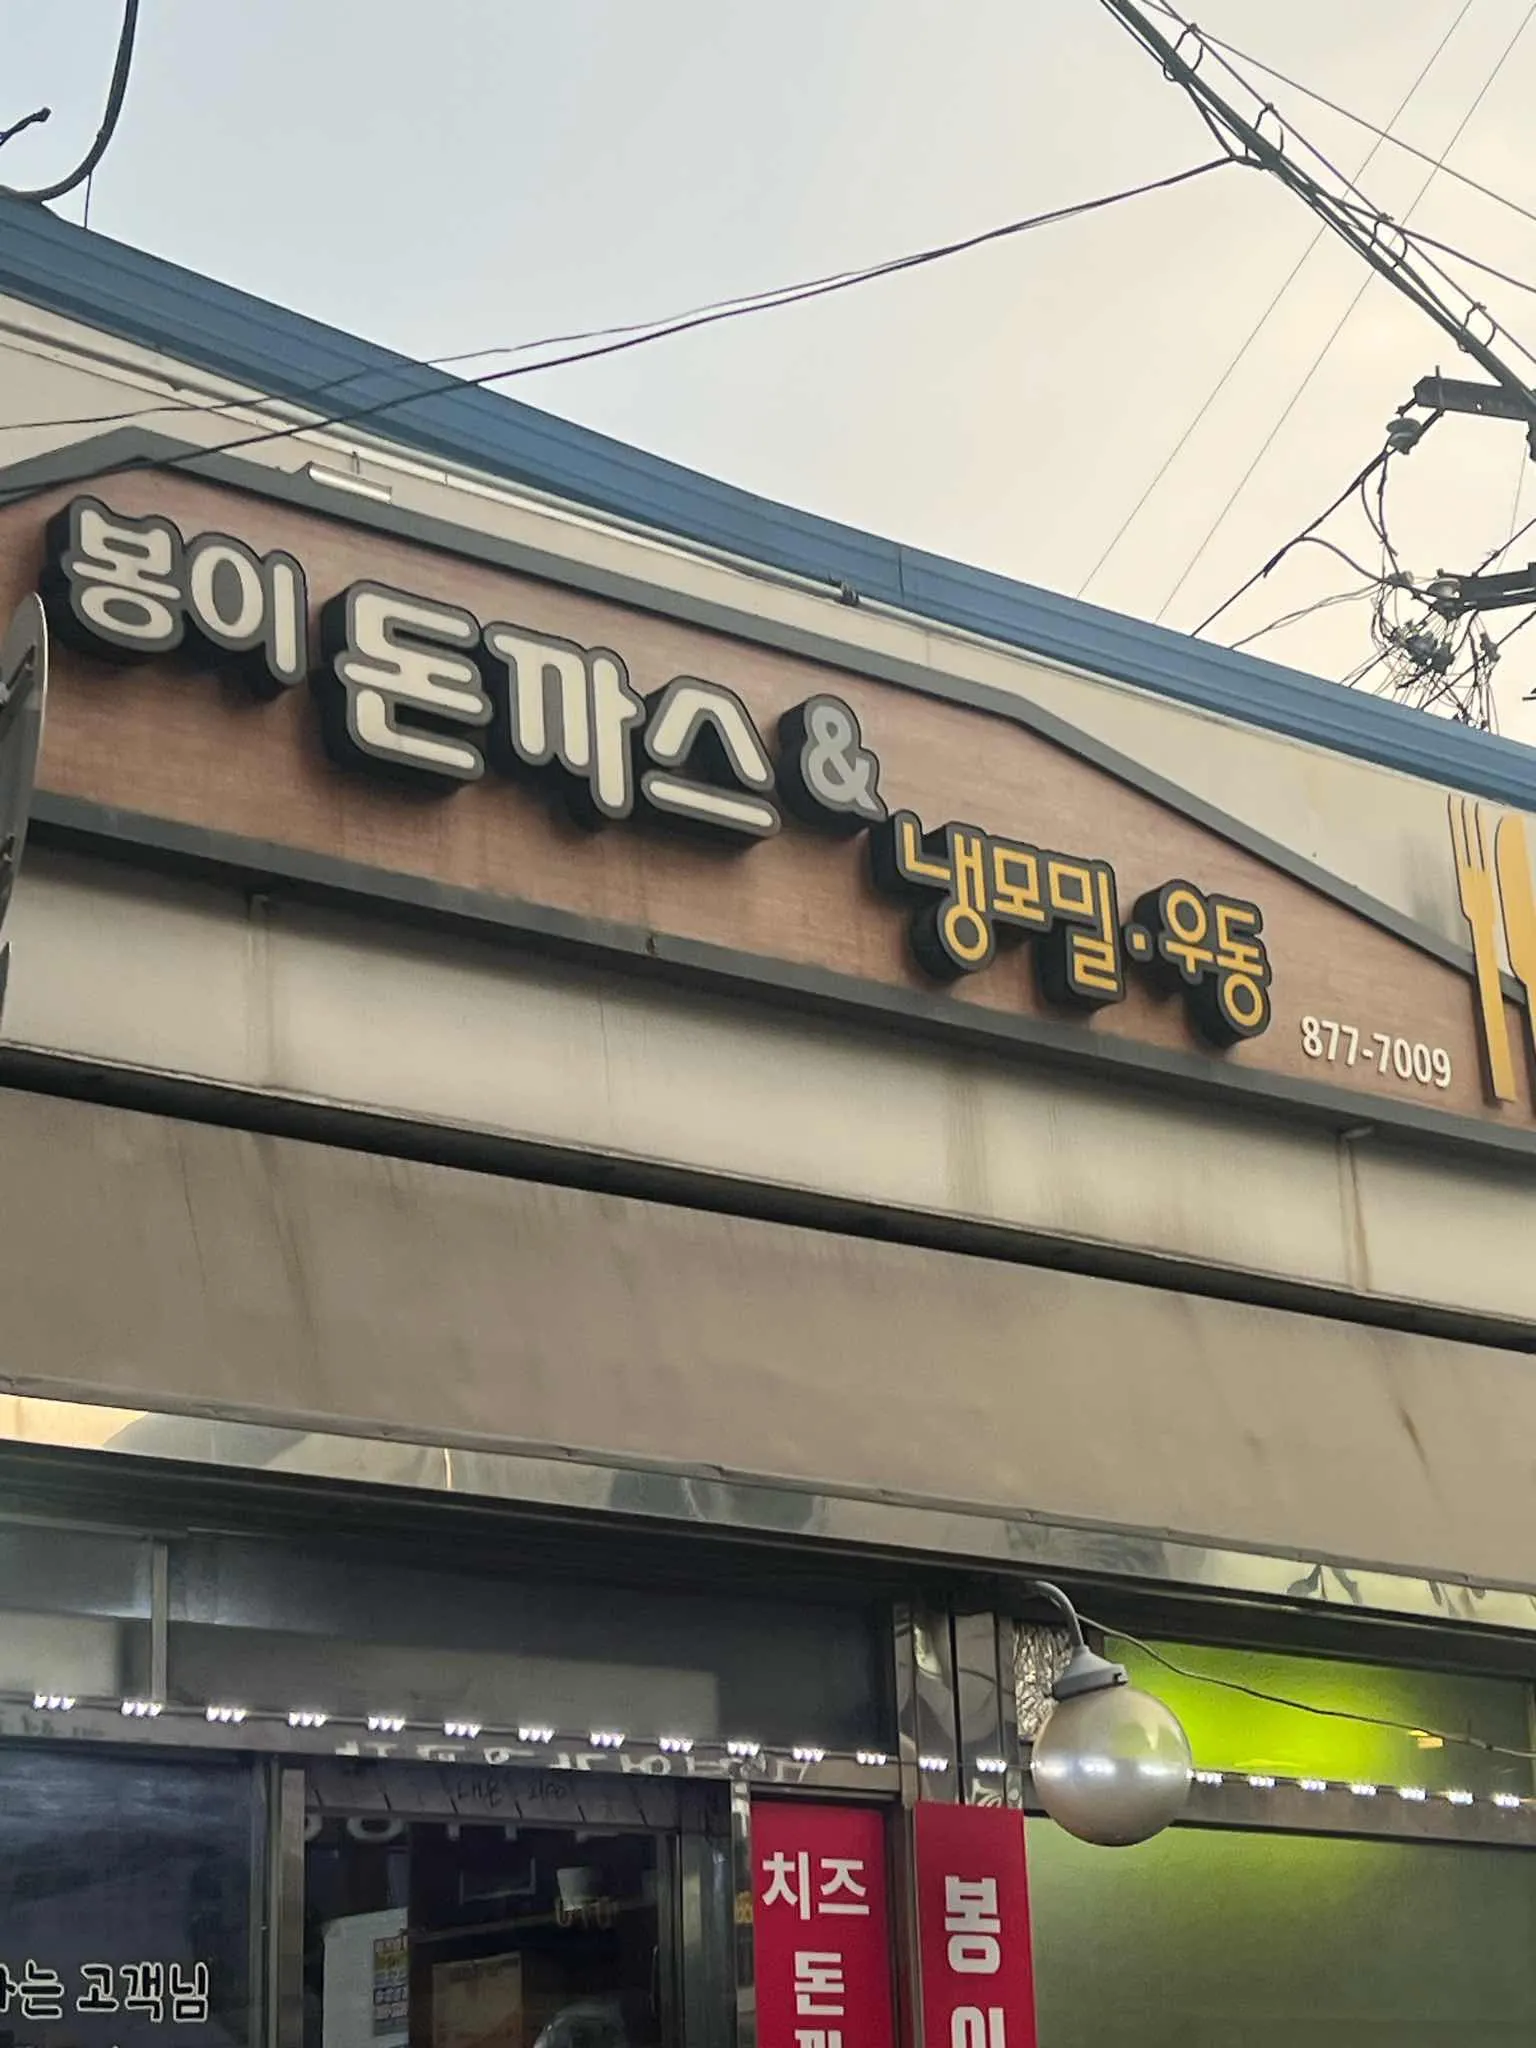 봉이 돈까스 & 냉모밀·우동
877-7009
는 고객님
치즈
돈
봉
이